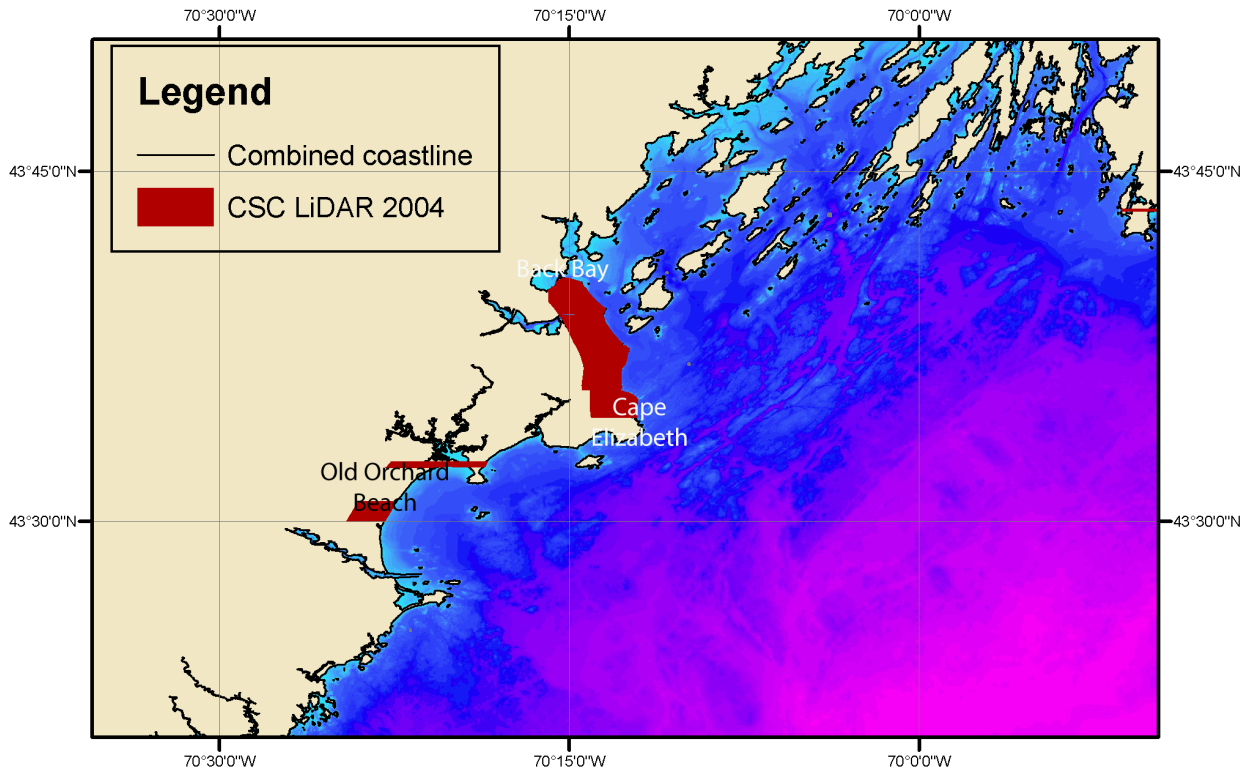 70°30'0"W 70°15'0"W 70°0'0"W
Legend
Combined coastline
CSC LiDAR 2004
43°45'0"N 43°45'0"N
Back Bay
Cape
Elizabeth
Old Orchard
Beach
43°30'0"N 43°30'0"N
70°30'0"W 70°15'0"W 70°0'0"W